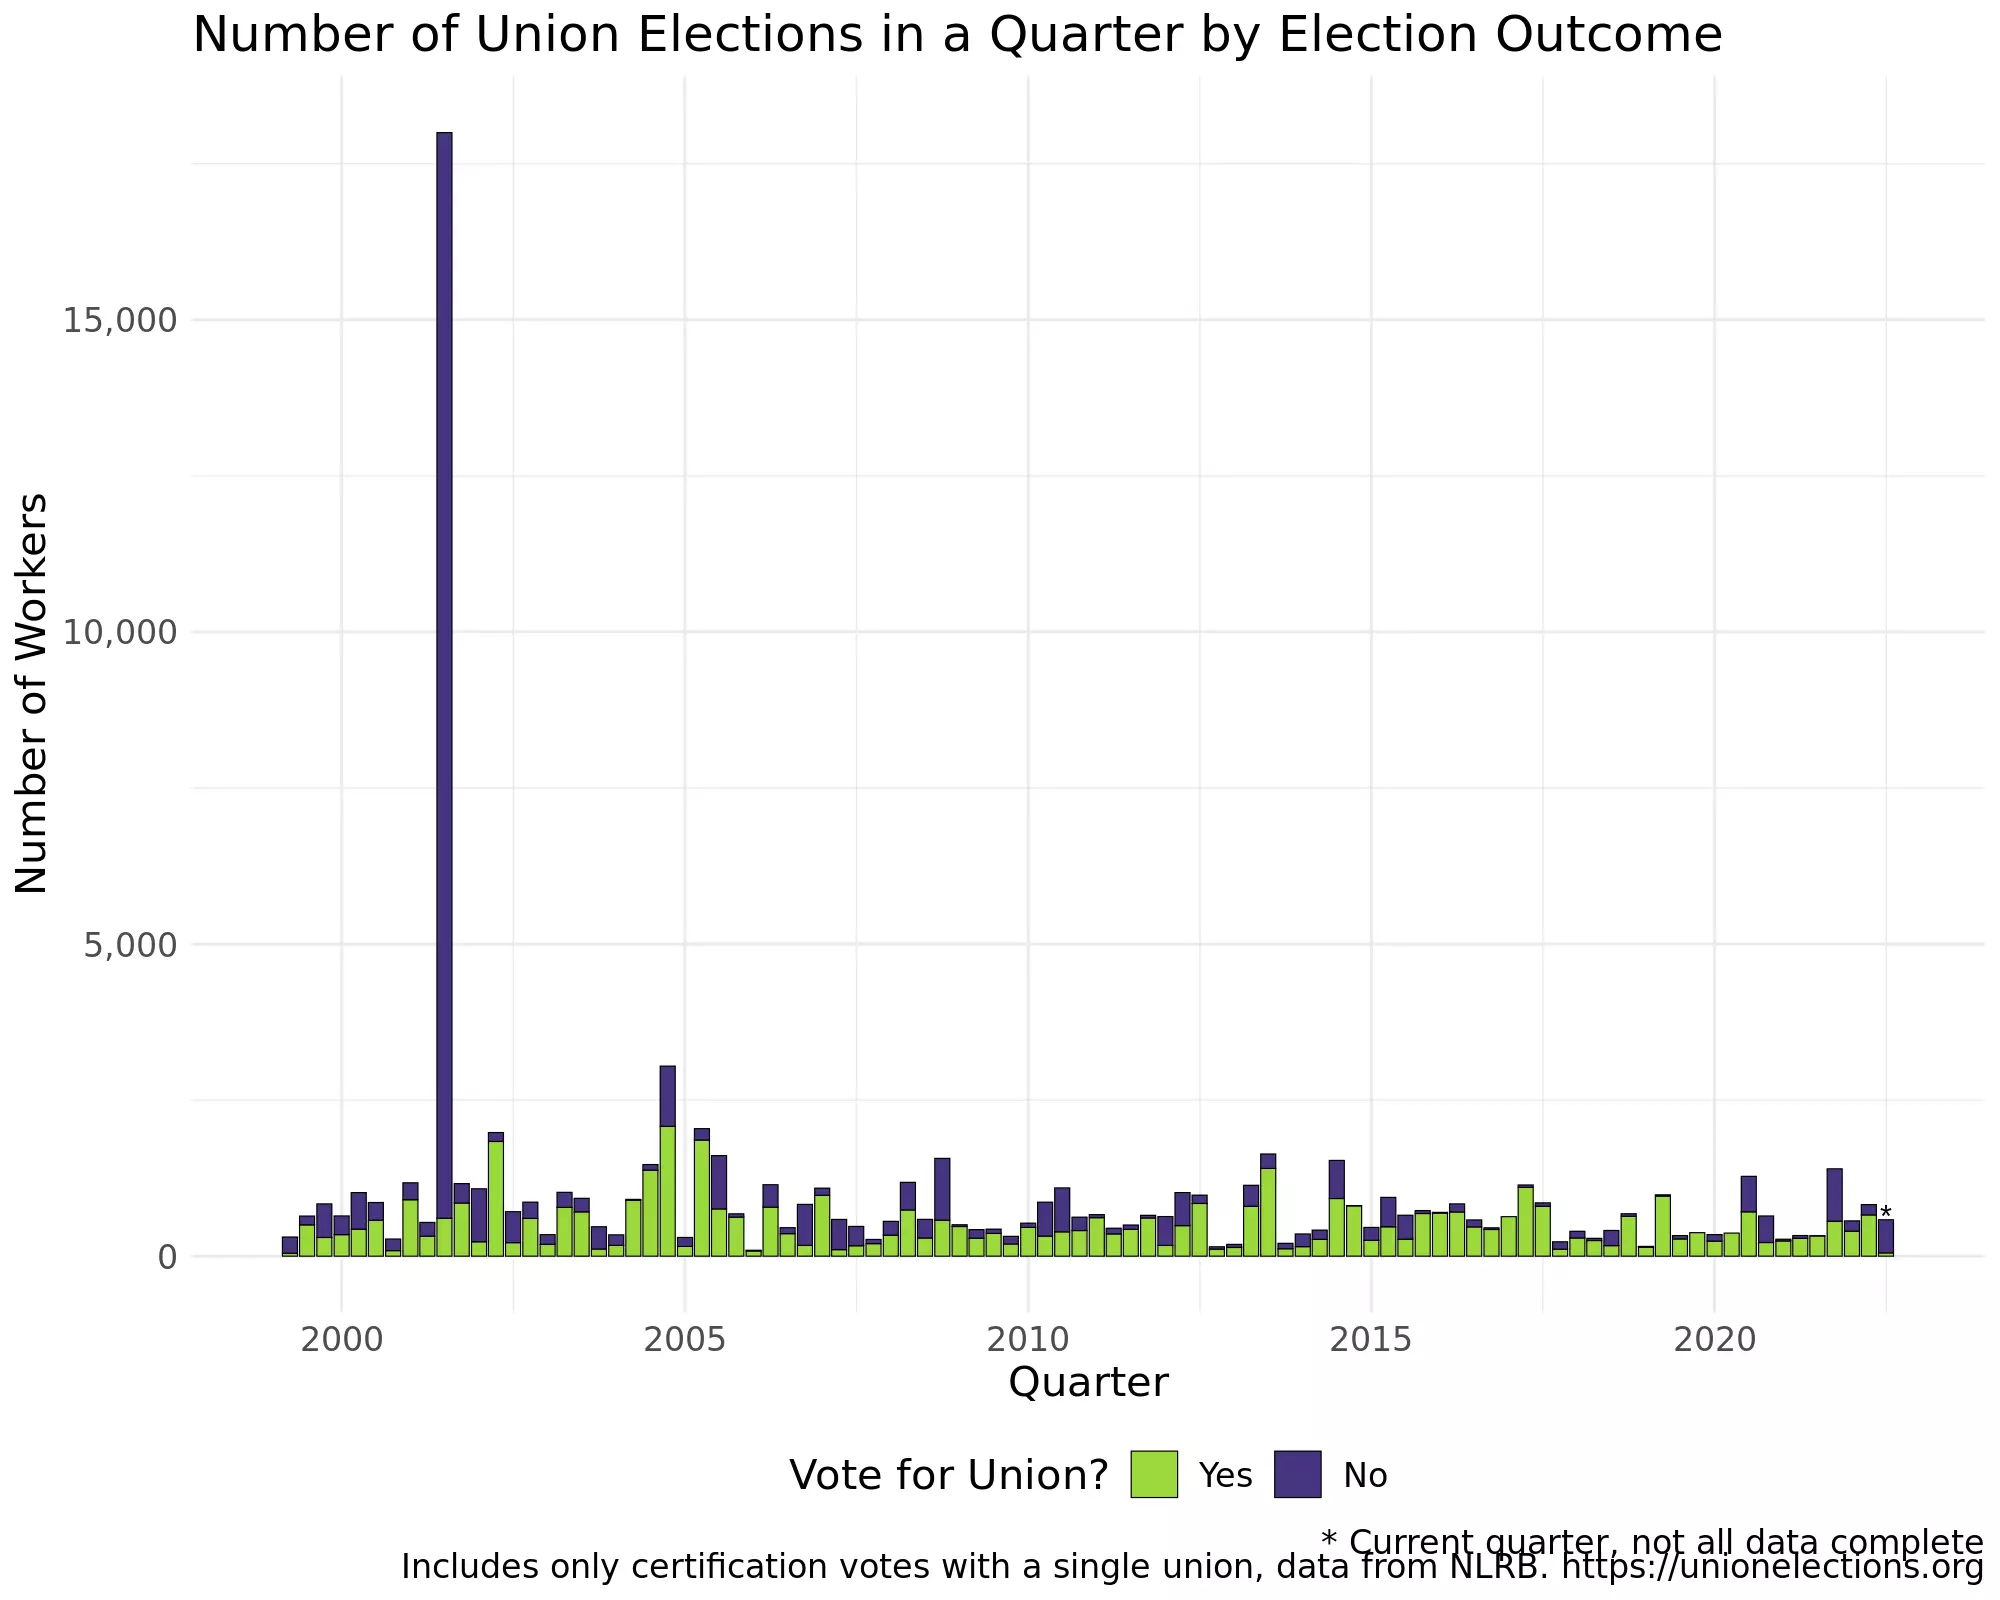 Number of Union Elections in a Quarter by Election Outcome
Number of Workers
15,000
10,000
5,000
0
*
2000 2005 2010 2015 2020
Quarter
Vote for Union? Yes No
* Current quarter, not all data complete
Includes only certification votes with a single union, data from NLRB. https://unionelections.org